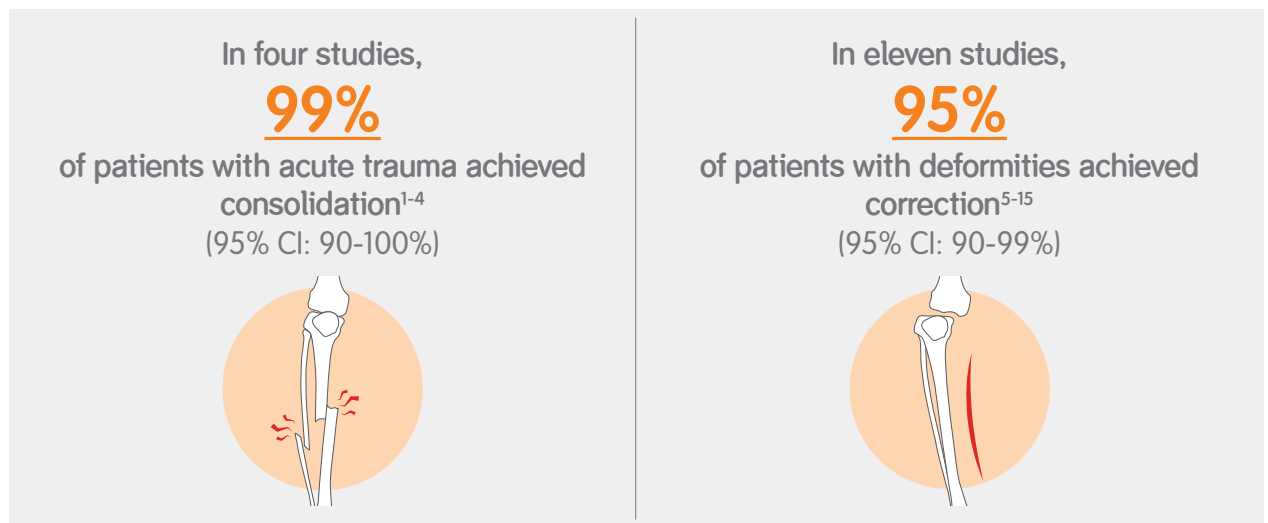 In four studies,
99%
of patients with acute trauma achieved
consolidation¹⁻⁴
(95% CI: 90-100%)
In eleven studies,
95%
of patients with deformities achieved
correction⁵⁻¹⁵
(95% CI: 90-99%)